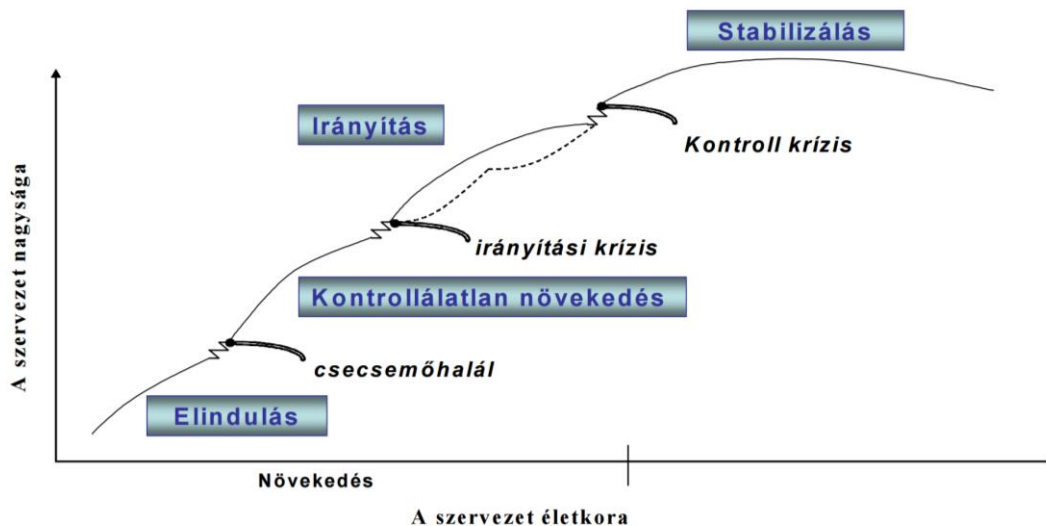 Stabilizálás
Irányítás
Kontroll krízis
A szervezet nagysága
irányítási krízis
Kontrollálatlan növekedés
csecsemőhalál
Elindulás
Növekedés
A szervezet életkora